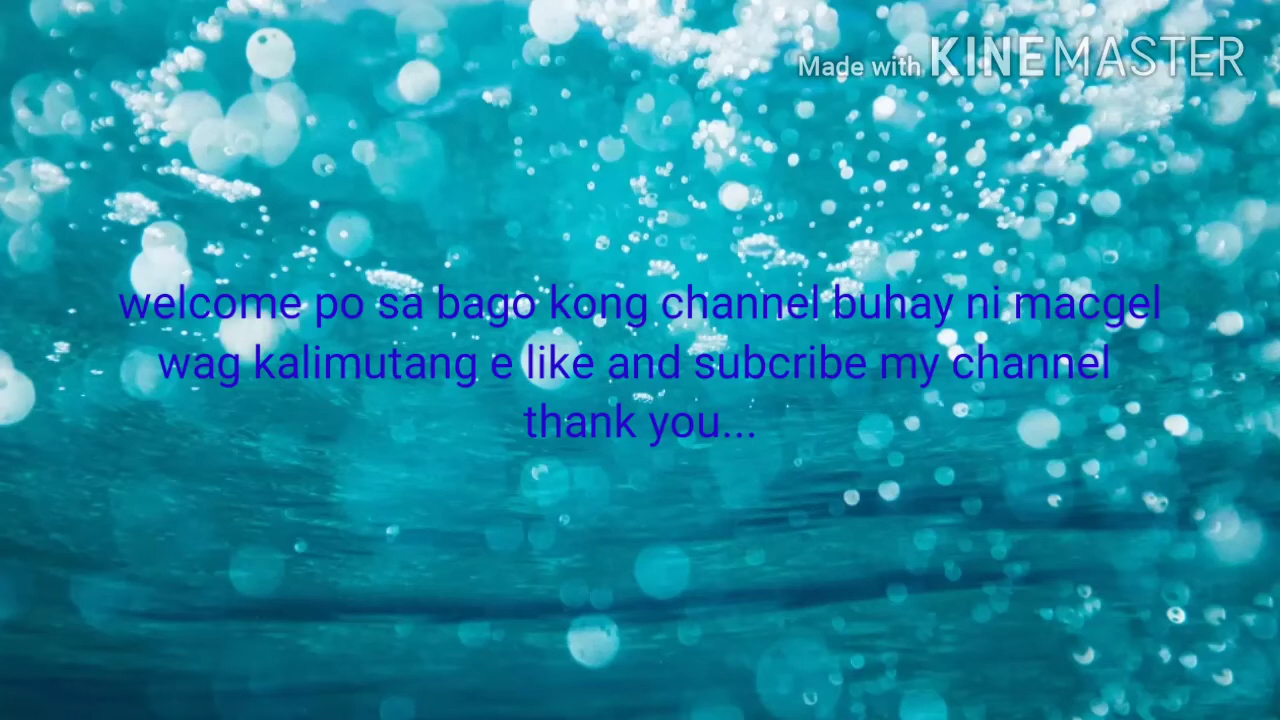 Made with KINEMASTER
welcome po sa bago kong channel buhay ni macgel
wag kalimutang e like and subcribe my channel
thank you...